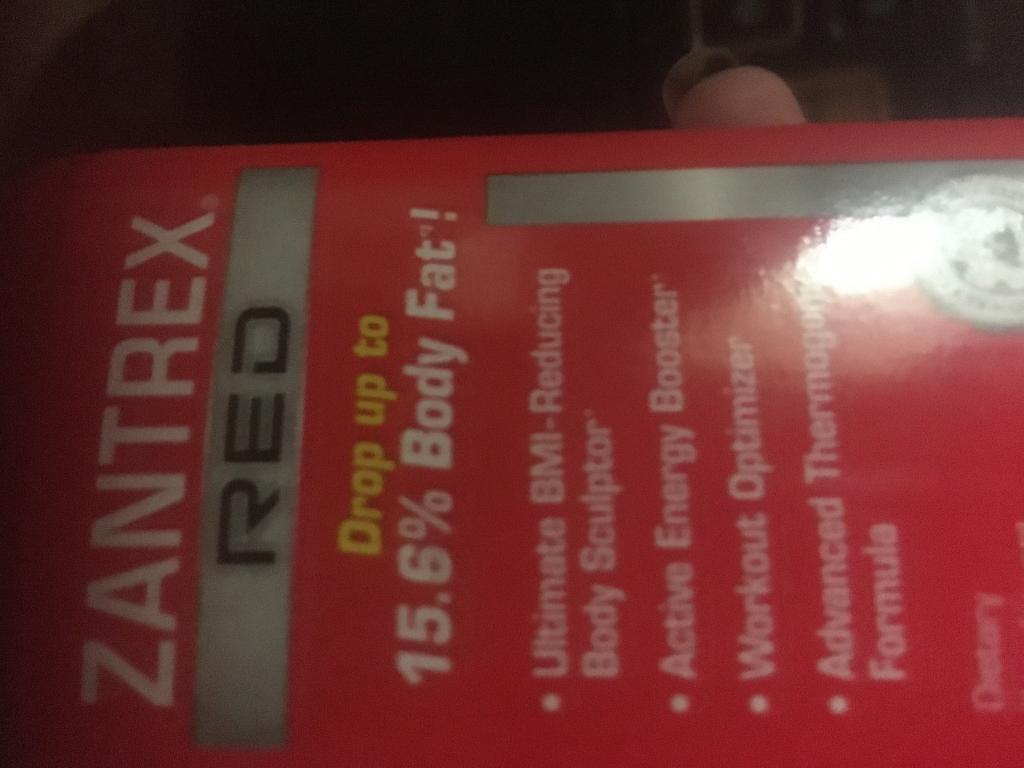 ZANTREX®
RED
Drop up to
15.6% Body Fat*!
• Ultimate BMI-Reducing
Body Sculptor*
• Active Energy Booster*
• Workout Optimizer
• Advanced
Formula
Dietary